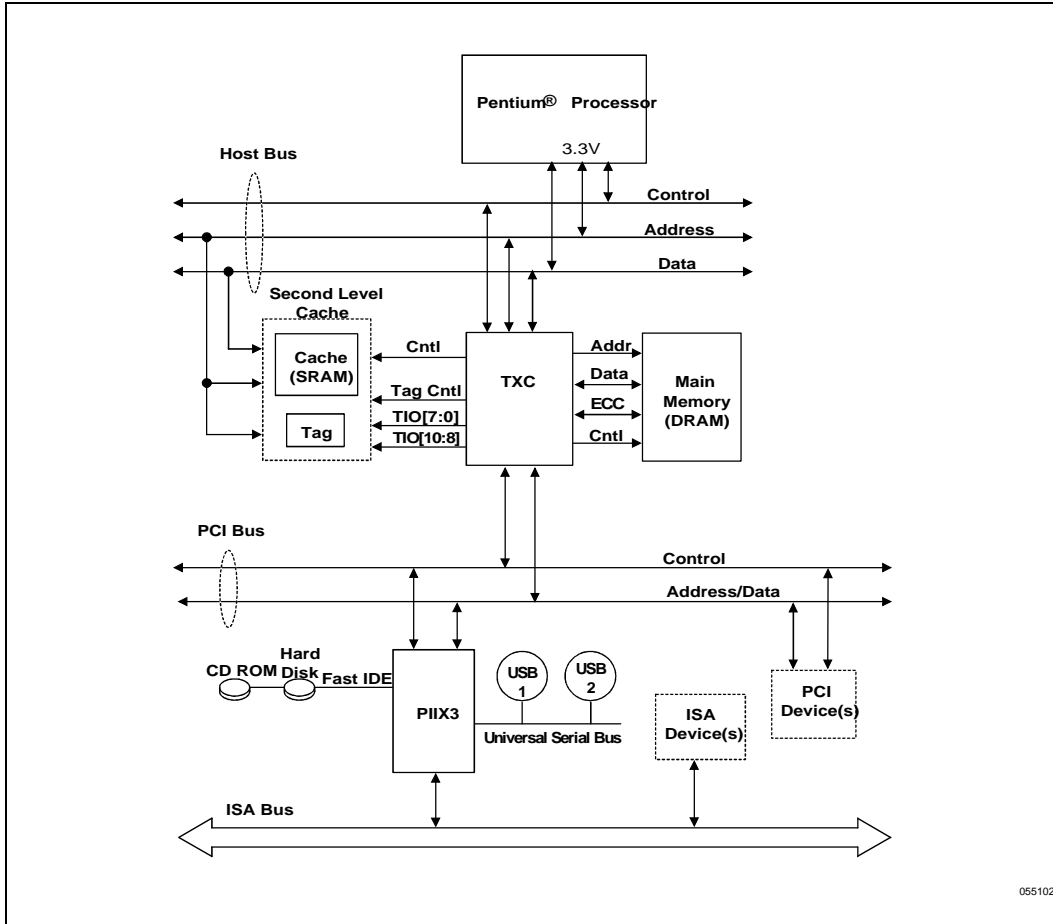 Pentium® Processor
3.3V
Host Bus
Control
Address
Data
Second Level
Cache
Cache
(SRAM)
Tag
Cntl
Tag Cntl
TIO[7:0]
TIO[10:8]
TXC
Addr
Data
ECC
Cntl
Main
Memory
(DRAM)
PCI Bus
Control
Address/Data
CD ROM
Hard
Disk
Fast IDE
PIIX3
USB
1
USB
2
Universal Serial Bus
ISA
Device(s)
PCI
Device(s)
ISA Bus
055102